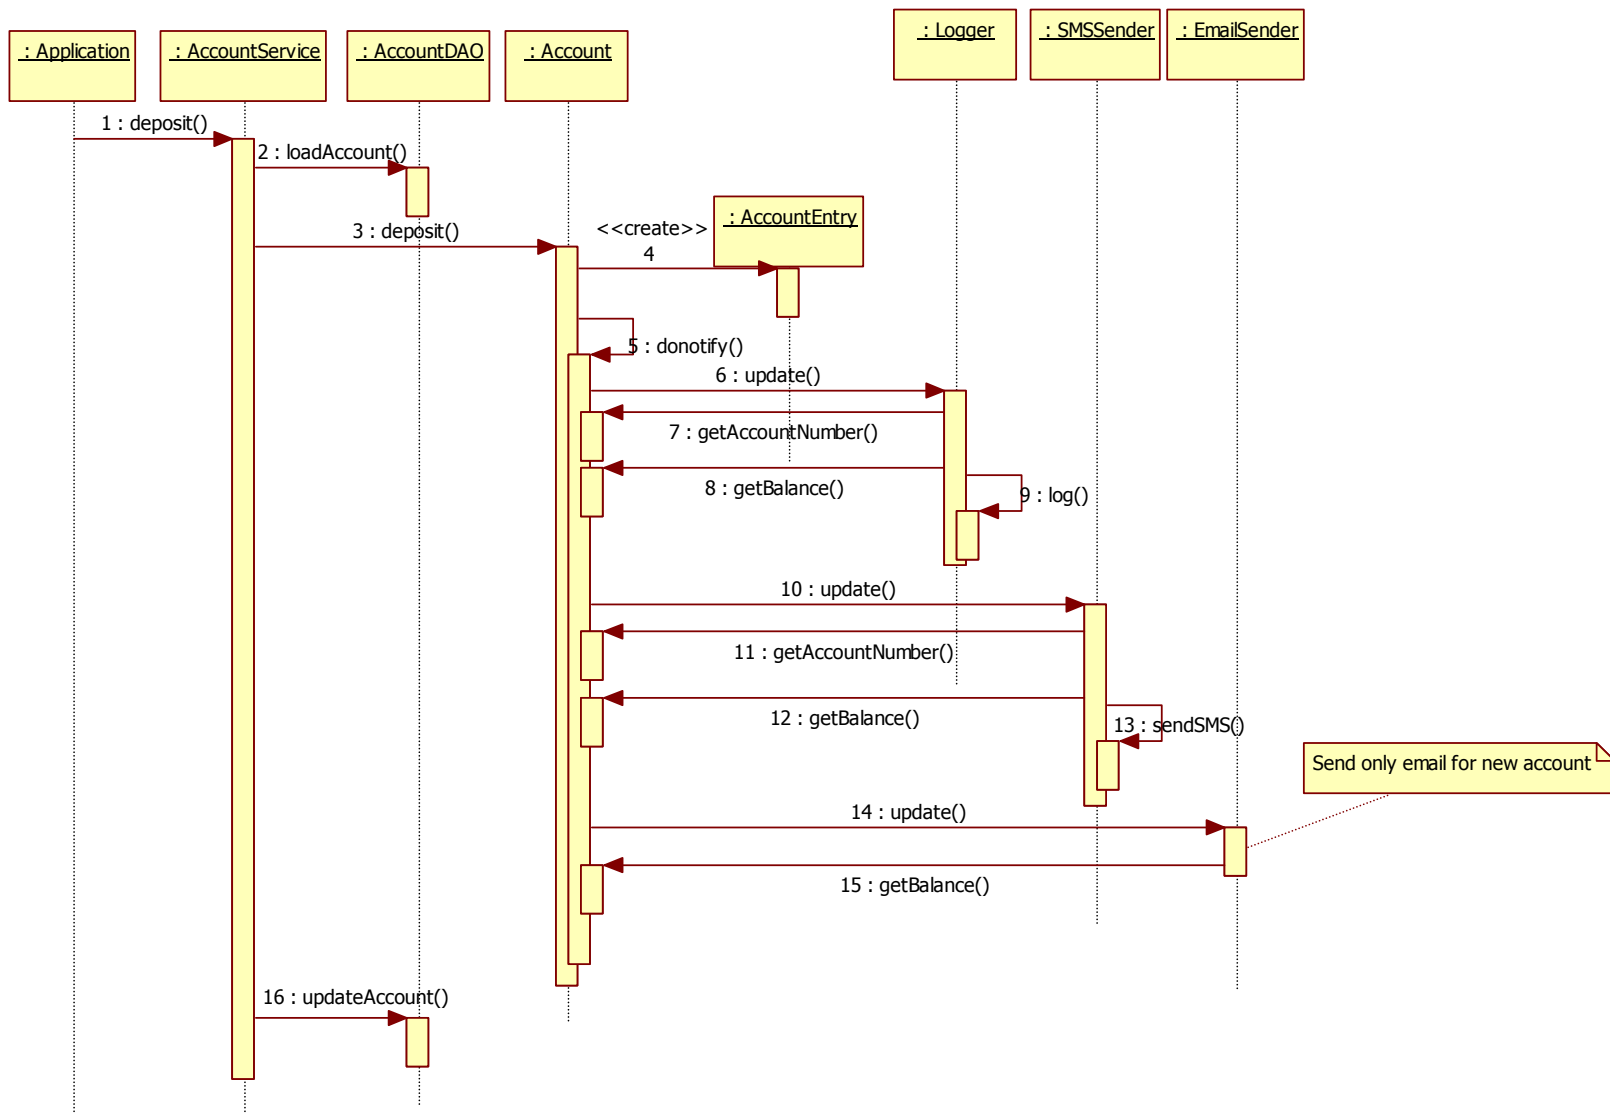 : Application
: AccountService
: AccountDAO
: Account
: Logger
: SMSSender
: EmailSender
1 : deposit()
2 : loadAccount()
: AccountEntry
3 : deposit()
<<create>>
4
5 : donotify()
6 : update()
7 : getAccountNumber()
8 : getBalance()
9 : log()
10 : update()
11 : getAccountNumber()
12 : getBalance()
13 : sendSMS()
Send only email for new account
14 : update()
15 : getBalance()
16 : updateAccount()